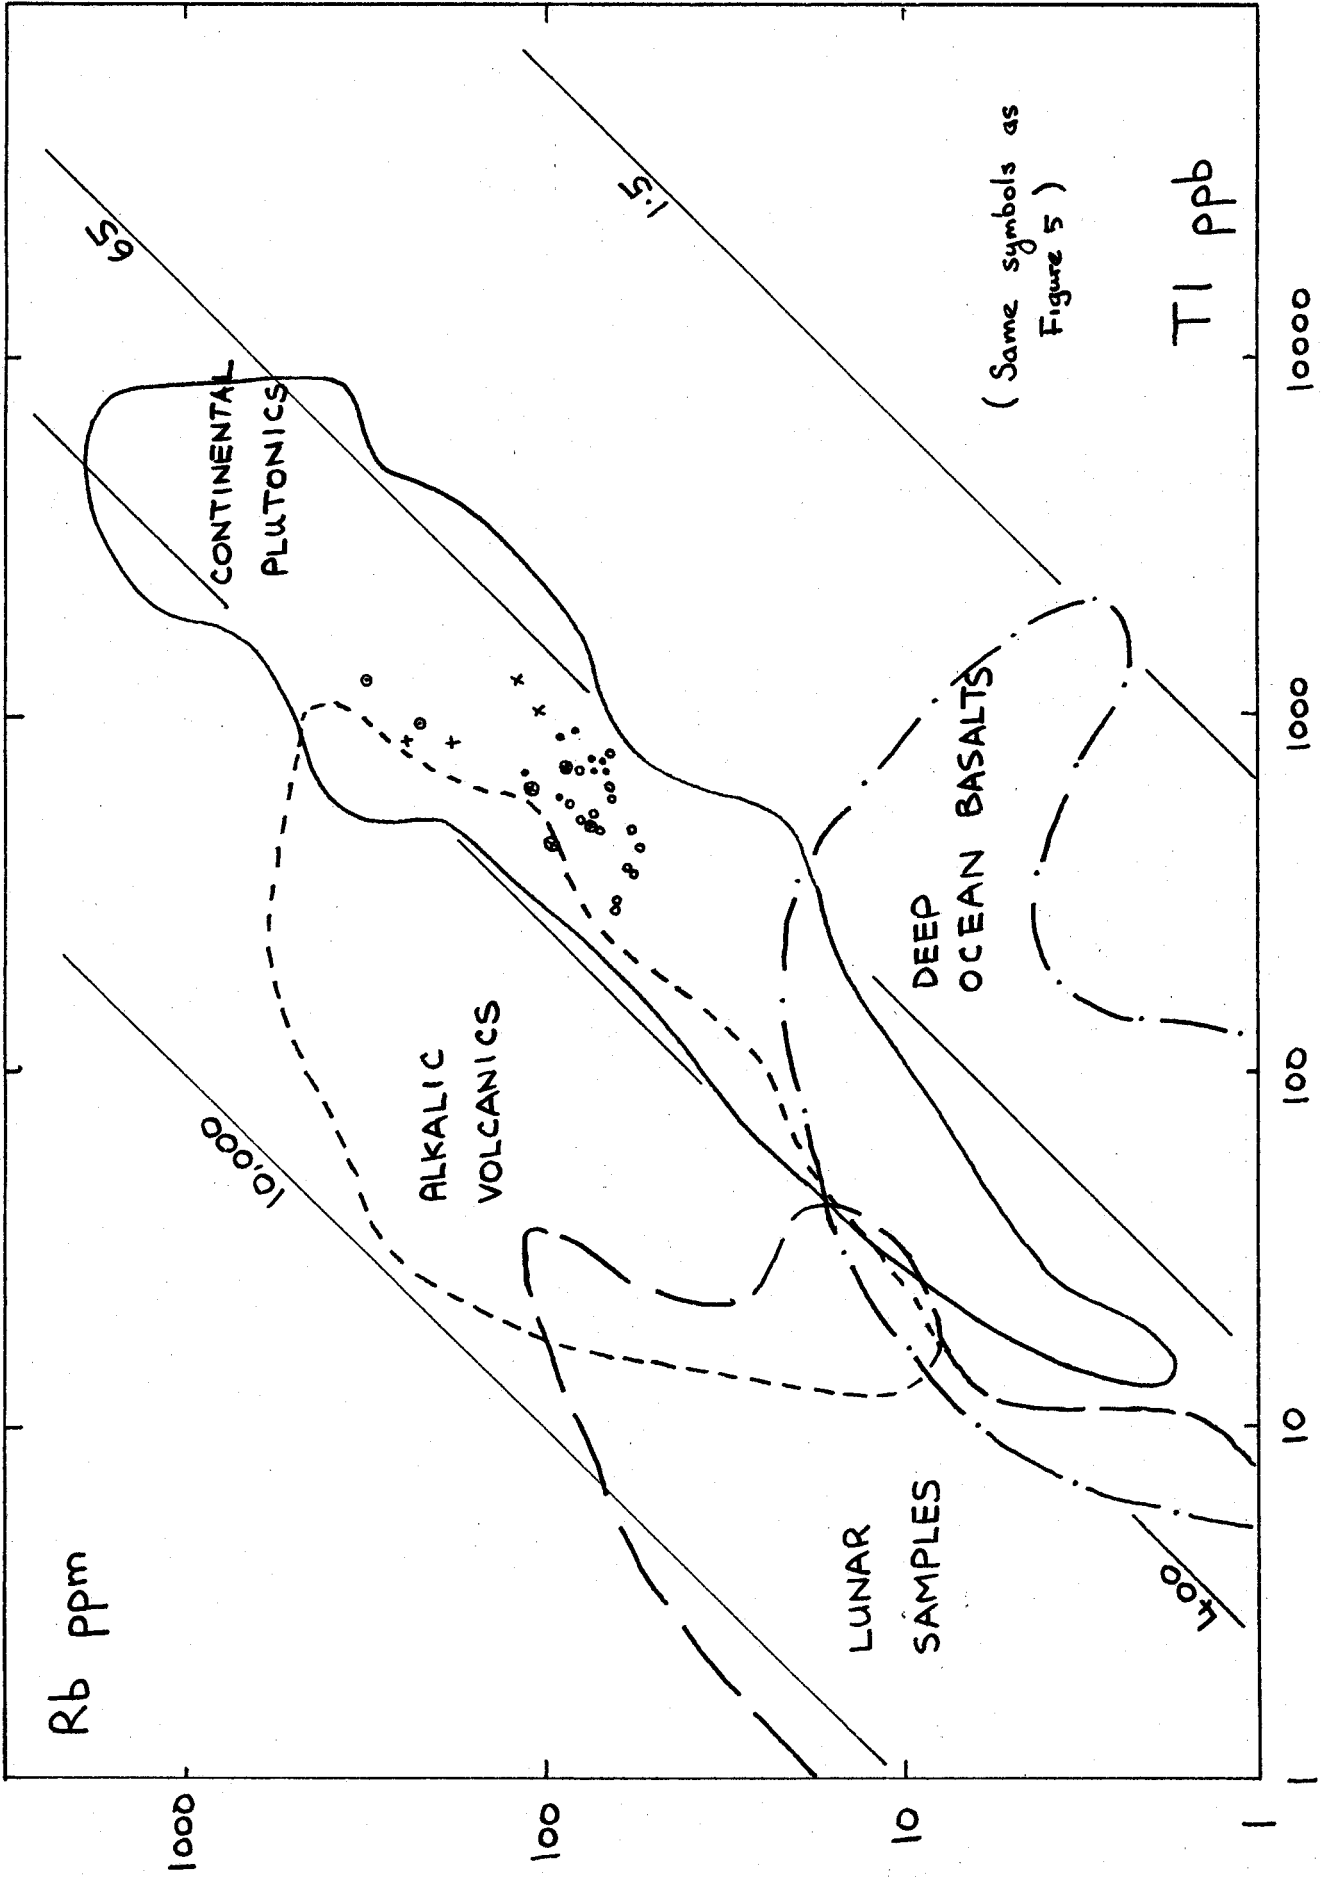 Rb ppm
1000
100
10
1
10,000
65
1.5
400
CONTINENTAL
PLUTONICS
ALKALIC
VOLCANICS
DEEP
OCEAN BASALTS
LUNAR
SAMPLES
(Same symbols as
Figure 5)
Tl ppb
1
10
100
1000
10000